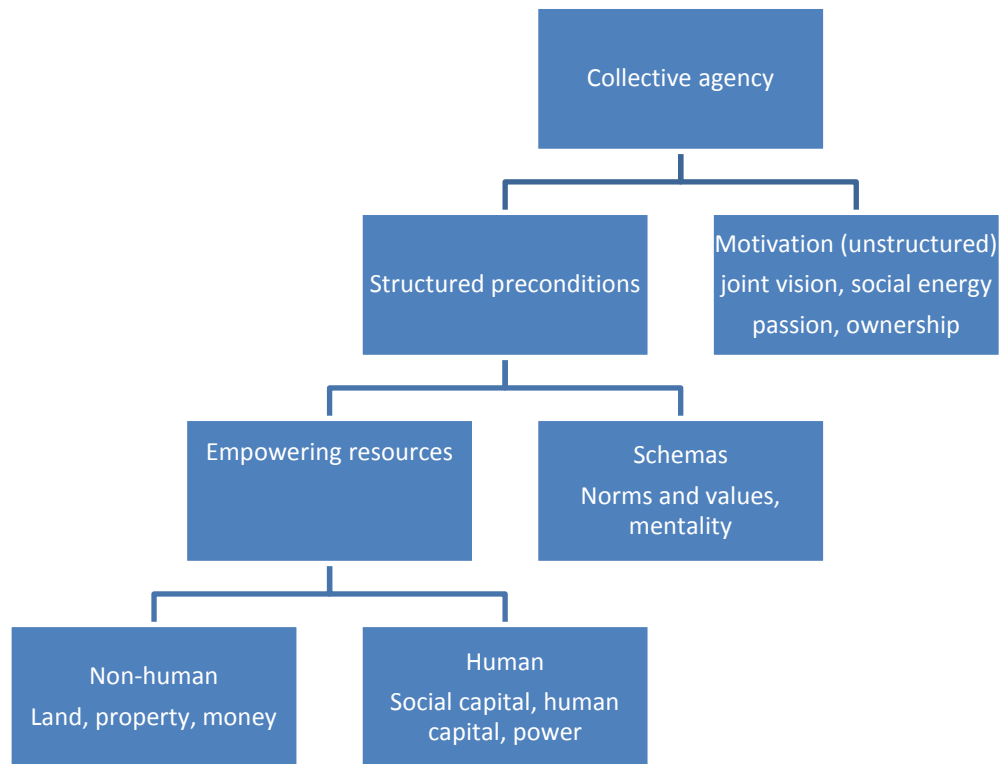 Collective agency
Structured preconditions
Motivation (unstructured)
joint vision, social energy
passion, ownership
Empowering resources
Schemas
Norms and values,
mentality
Non-human
Land, property, money
Human
Social capital, human
capital, power